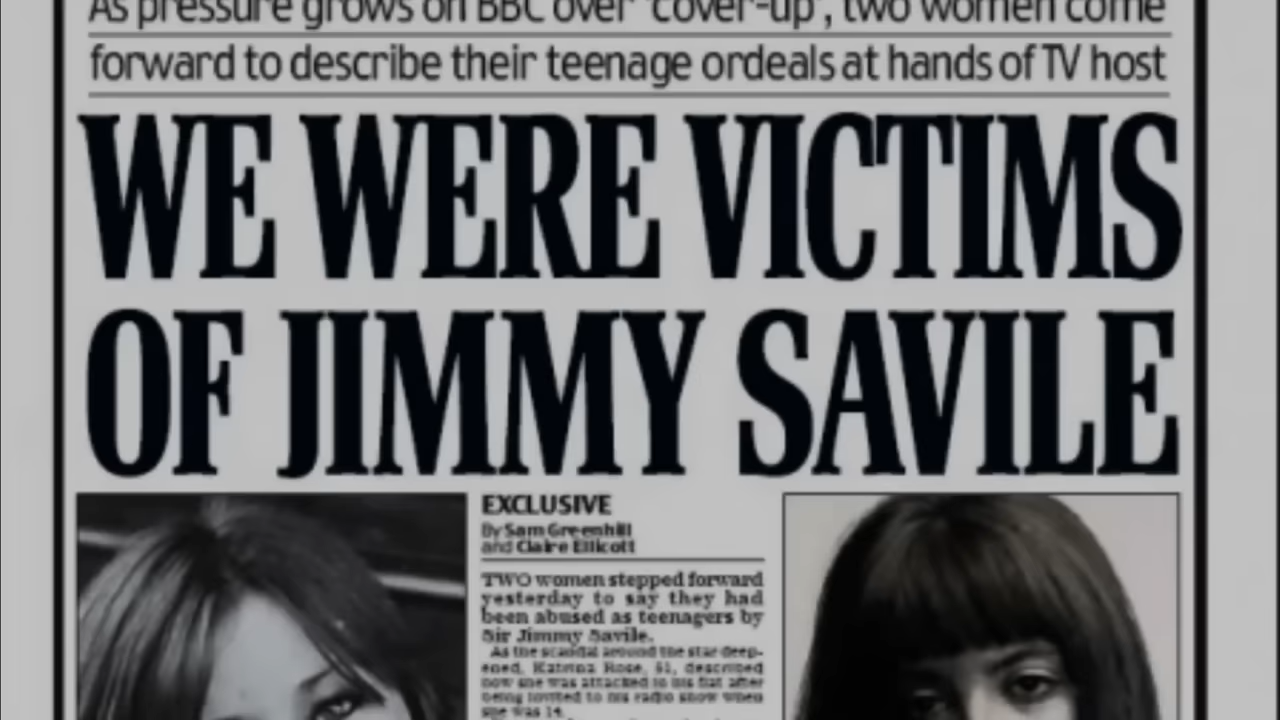 As pressure grows on BBC over 'cover-up', two women come
forward to describe their teenage ordeals at hands of TV host
WE WERE VICTIMS
OF JIMMY SAVILE
EXCLUSIVE
By Sam Greenhill
and Claire Ellicott
TWO women stepped forward
yesterday to say they had
been abused as teenagers by
Sir Jimmy Savile.
As the scandal around the star deep-
ened, Katrina Rose, 51, described
how she was attacked in his flat after
being invited to his radio show when
she was 14.